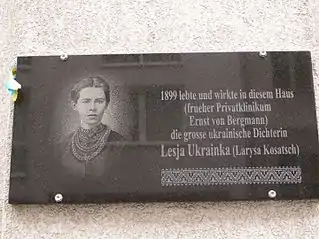 1899 lebte und wirkte in diesem Haus
(frueher Privatklinikum
Ernst von Bergmann)
die grosse ukrainische Dichterin
Lesja Ukrainka (Larysa Kosatsch)